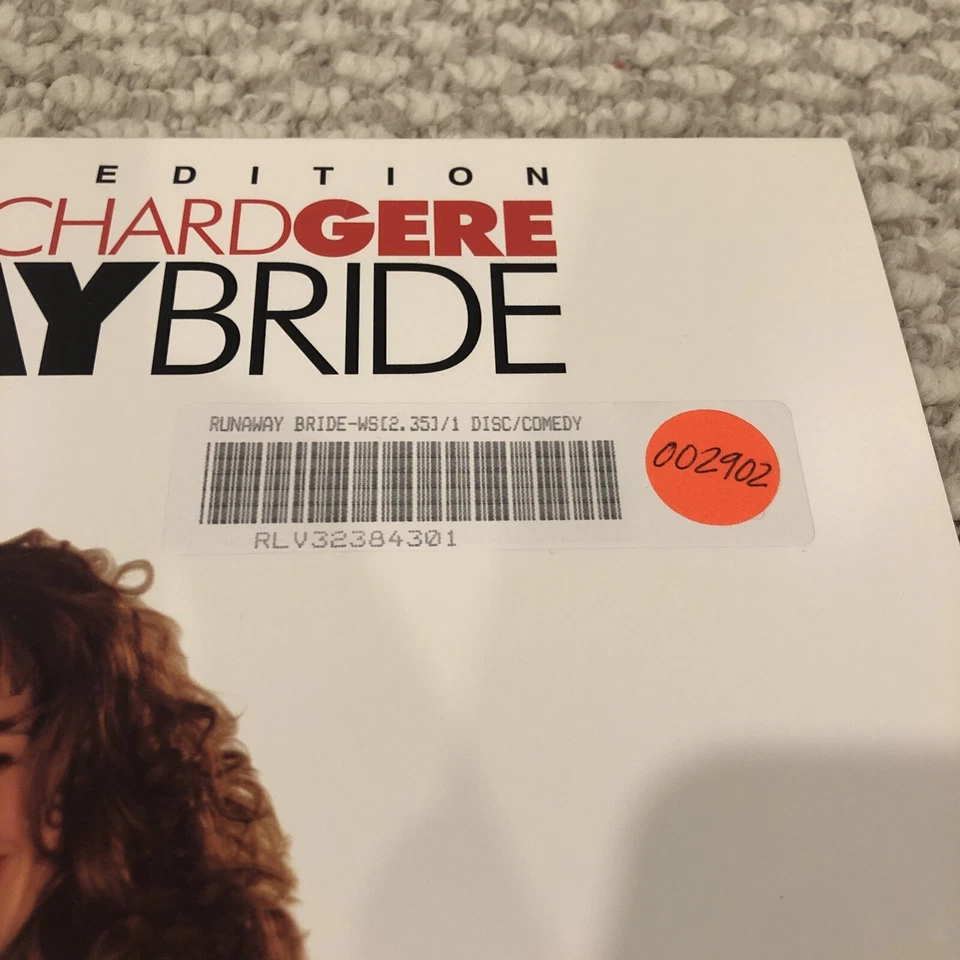 EDITION
CHARDGERE
AYBRIDE
RUNAWAY BRIDE-WS[2.35]/1 DISC/COMEDY
002902
RLV32384301